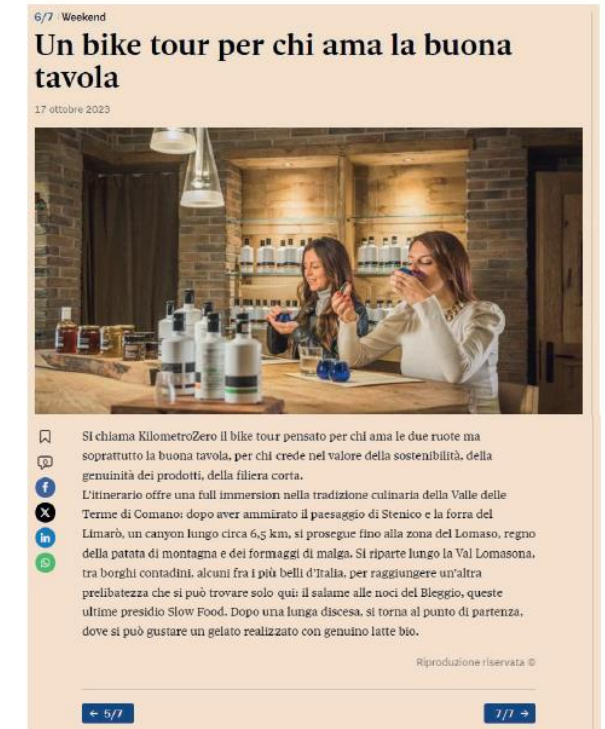 6/7 Weekend
Un bike tour per chi ama la buona
tavola
17 ottobre 2023
0
Si chiama KilometroZero il bike tour pensato per chi ama le due ruote ma
soprattutto la buona tavola, per chi crede nel valore della sostenibilità, della
genuinità dei prodotti, della filiera corta.
L'itinerario offre una full immersion nella tradizione culinaria della Valle delle
Terme di Comano: dopo aver ammirato il paesaggio di Stenico e la forra del
Limarò, un canyon lungo circa 6,5 km, si prosegue fino alla zona del Lomaso, regno
della patata di montagna e dei formaggi di malga. Si riparte lungo la Val Lomasona,
tra borghi contadini, alcuni fra i più belli d'Italia, per raggiungere un'altra
prelibatezza che si può trovare solo qui: il salame alle noci del Bleggio, queste
ultime presidio Slow Food. Dopo una lunga discesa, si torna al punto di partenza,
dove si può gustare un gelato realizzato con genuino latte bio.
Riproduzione riservata ©
← 5/7
7/7 →